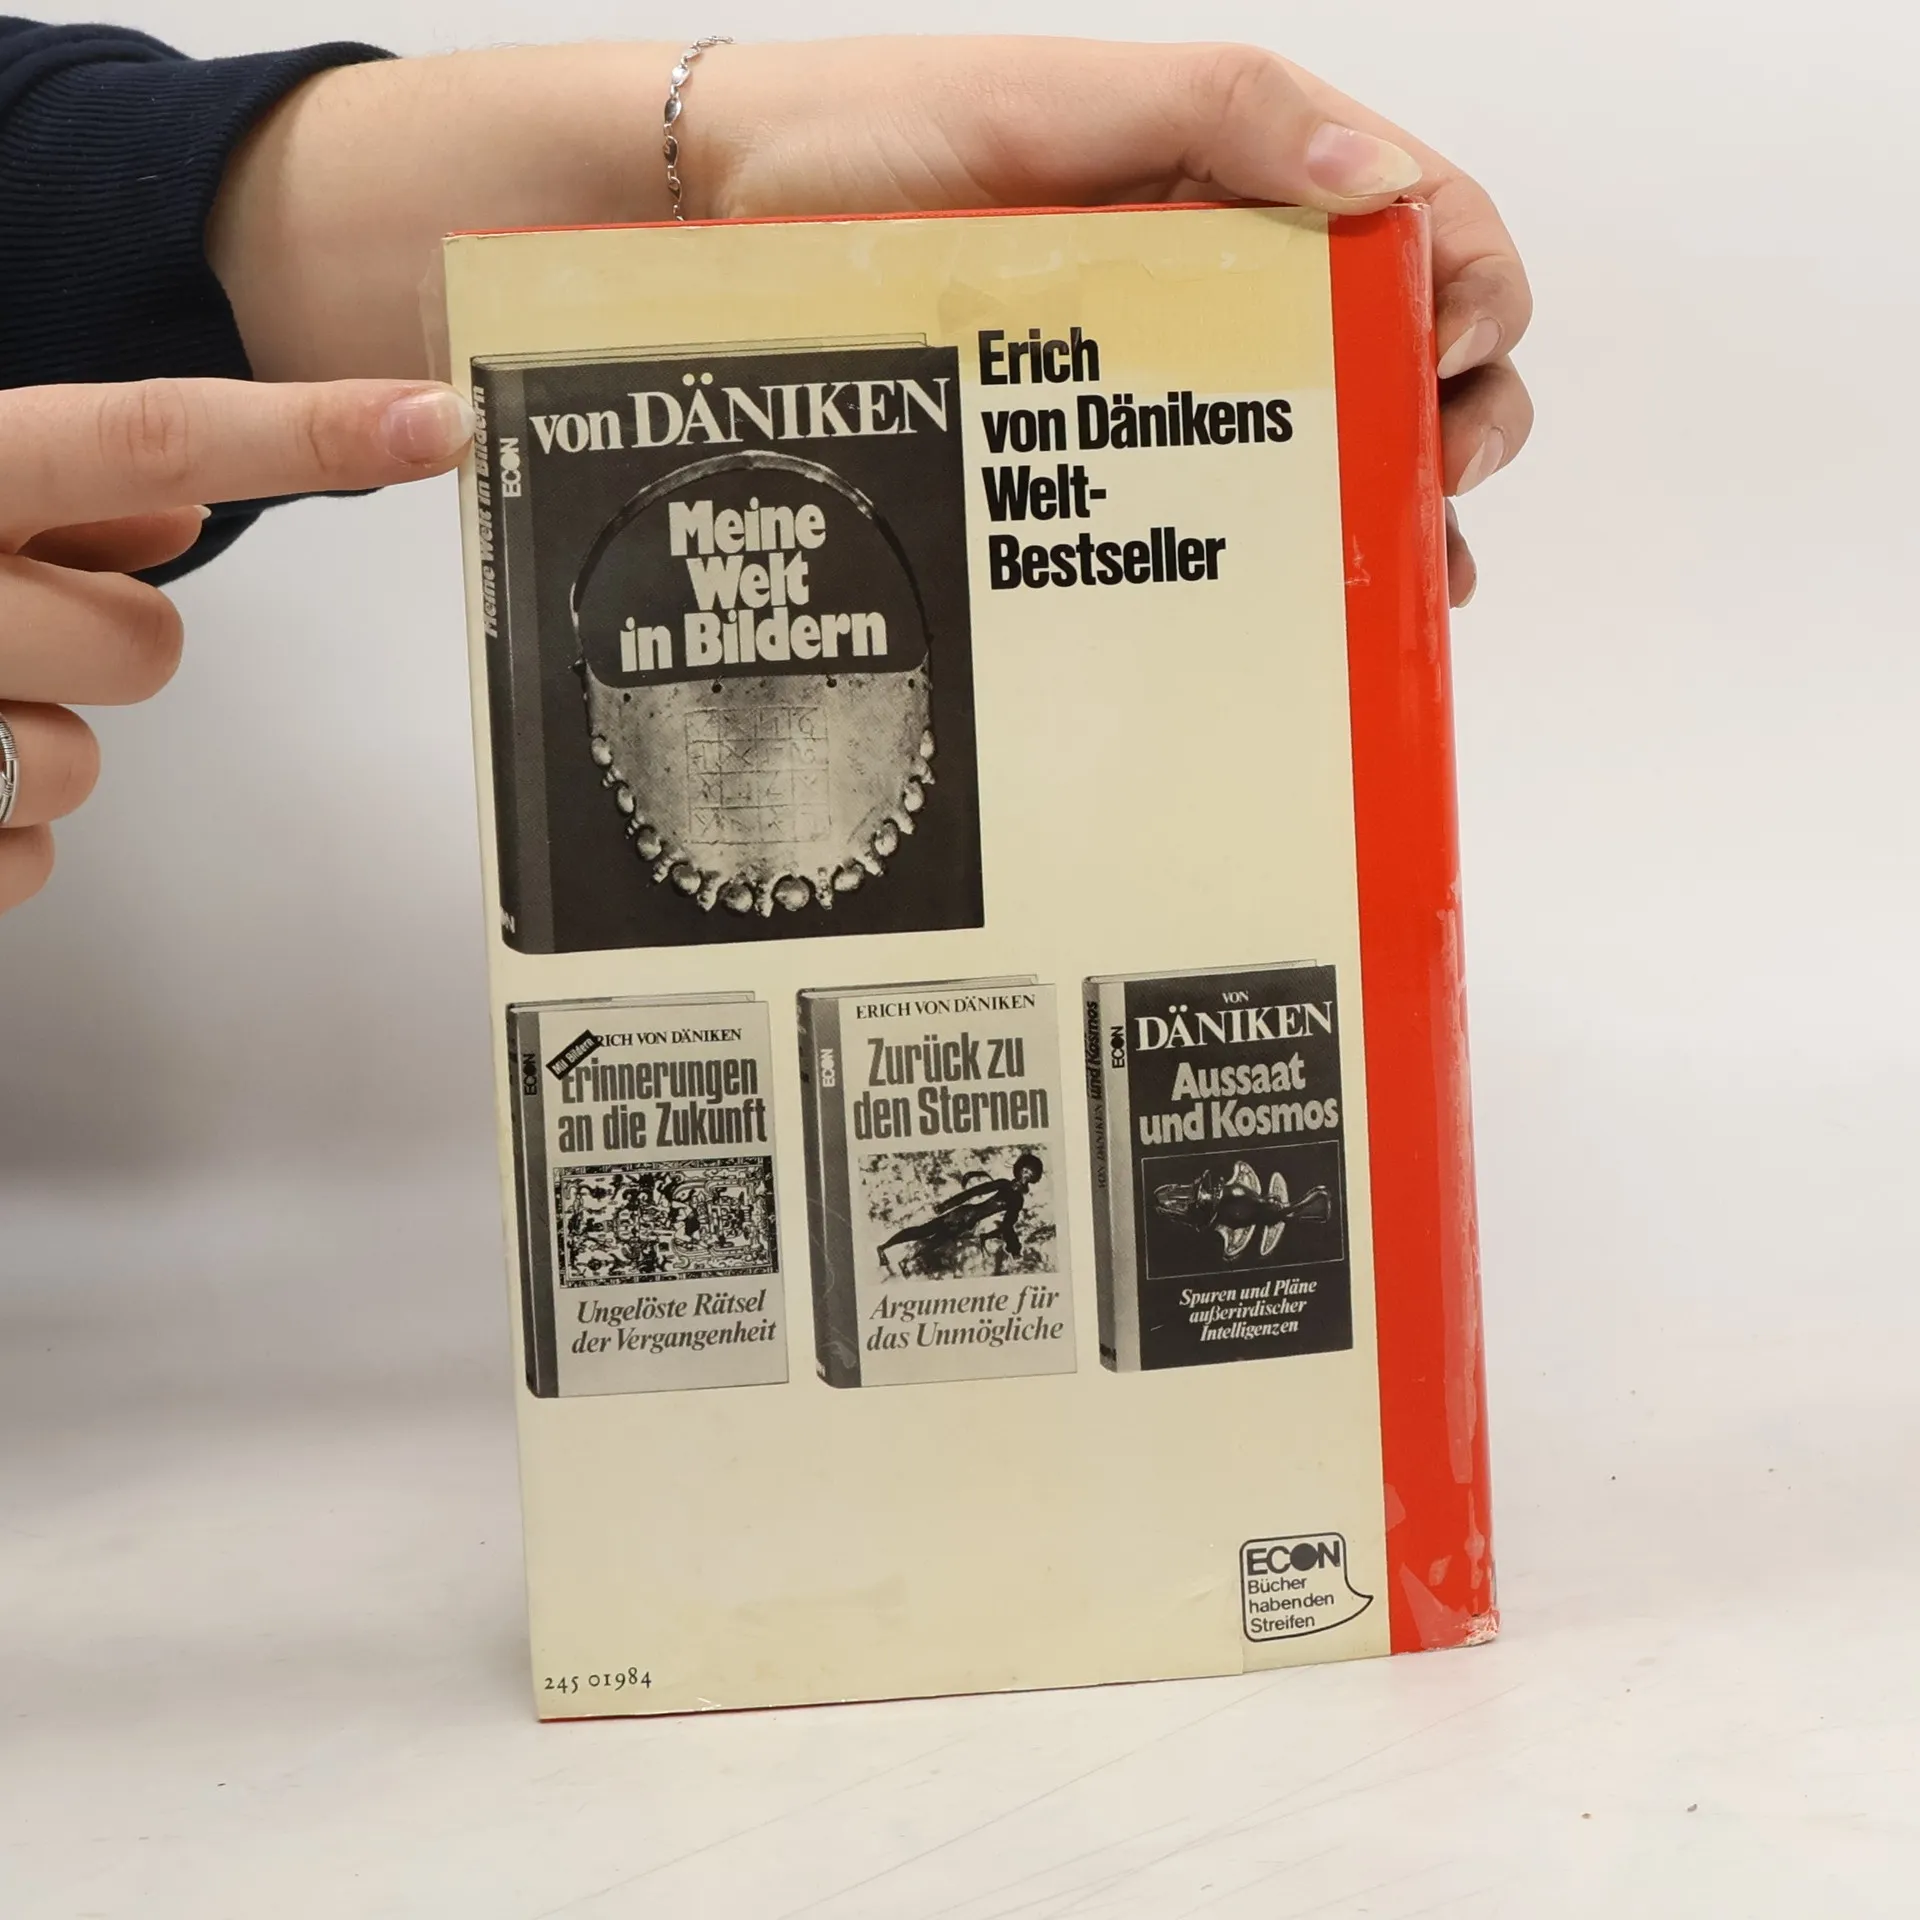 Erich
von Dänikens
Welt-
Bestseller
Meine Welt in Bildern
ECON
von DÄNIKEN
Meine
Welt
in Bildern
ECON
Mit Bildern
ERICH VON DÄNIKEN
Erinnerungen
an die Zukunft
Ungelöste Rätsel
der Vergangenheit
ECON
ERICH VON DÄNIKEN
Zurück zu
den Sternen
Argumente für
das Unmögliche
VON DÄNIKEN
und Kosmos
ECON
VON
DÄNIKEN
Aussaat
und Kosmos
Spuren und Pläne
außerirdischer
Intelligenzen
ECON
Bücher
haben den
Streifen
245 01984